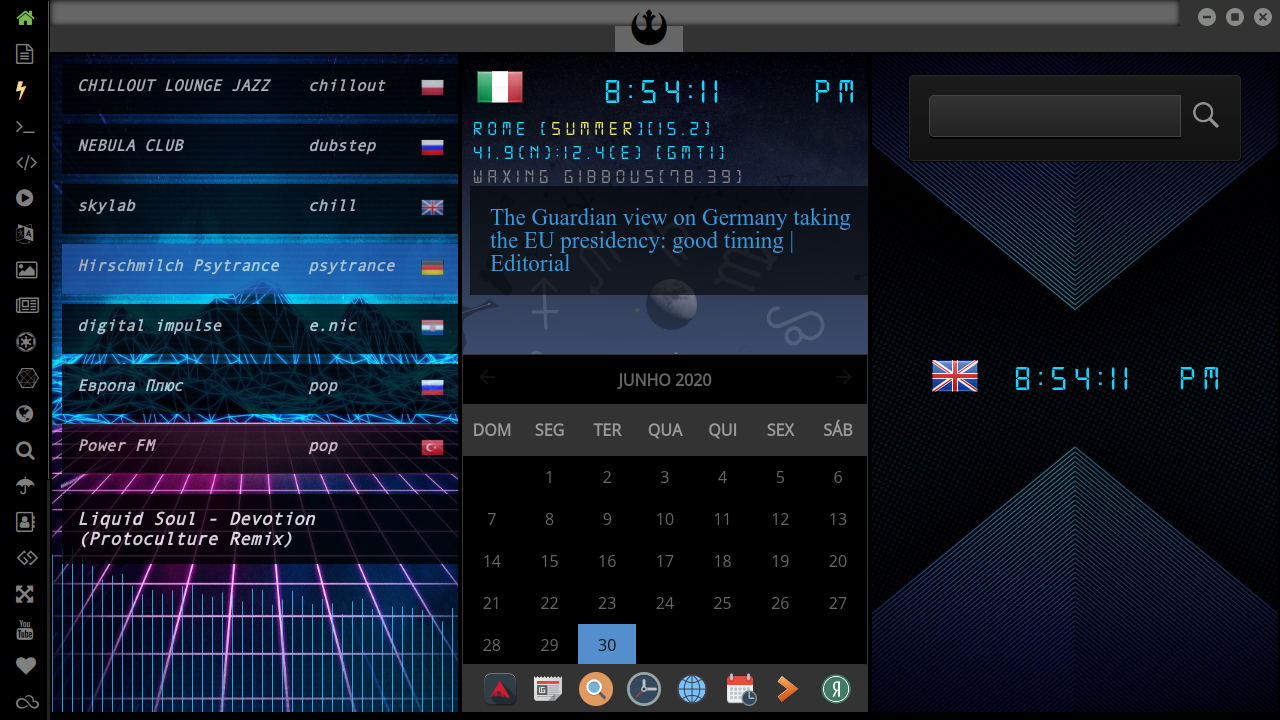 CHILLOUT LOUNGE JAZZ chillout
NEBULA CLUB dubstep
skylab chill
Hirschmilch Psytrance psytrance
digital impulse e.nic
Европа Плюс pop
Power FM pop
Liquid Soul - Devotion
(Protoculture Remix)
8:54:11 PM
ROME (SUMMER)(15.2)
41.9(N):12.4(E) (GMT1)
WAXING GIBBOUS(78.39)
The Guardian view on Germany taking
the EU presidency: good timing |
Editorial
JUNHO 2020
DOM SEG TER QUA QUI SEX SÁB
1 2 3 4 5 6
7 8 9 10 11 12 13
14 15 16 17 18 19 20
21 22 23 24 25 26 27
28 29 30
8:54:11 PM
You
Tube
Я